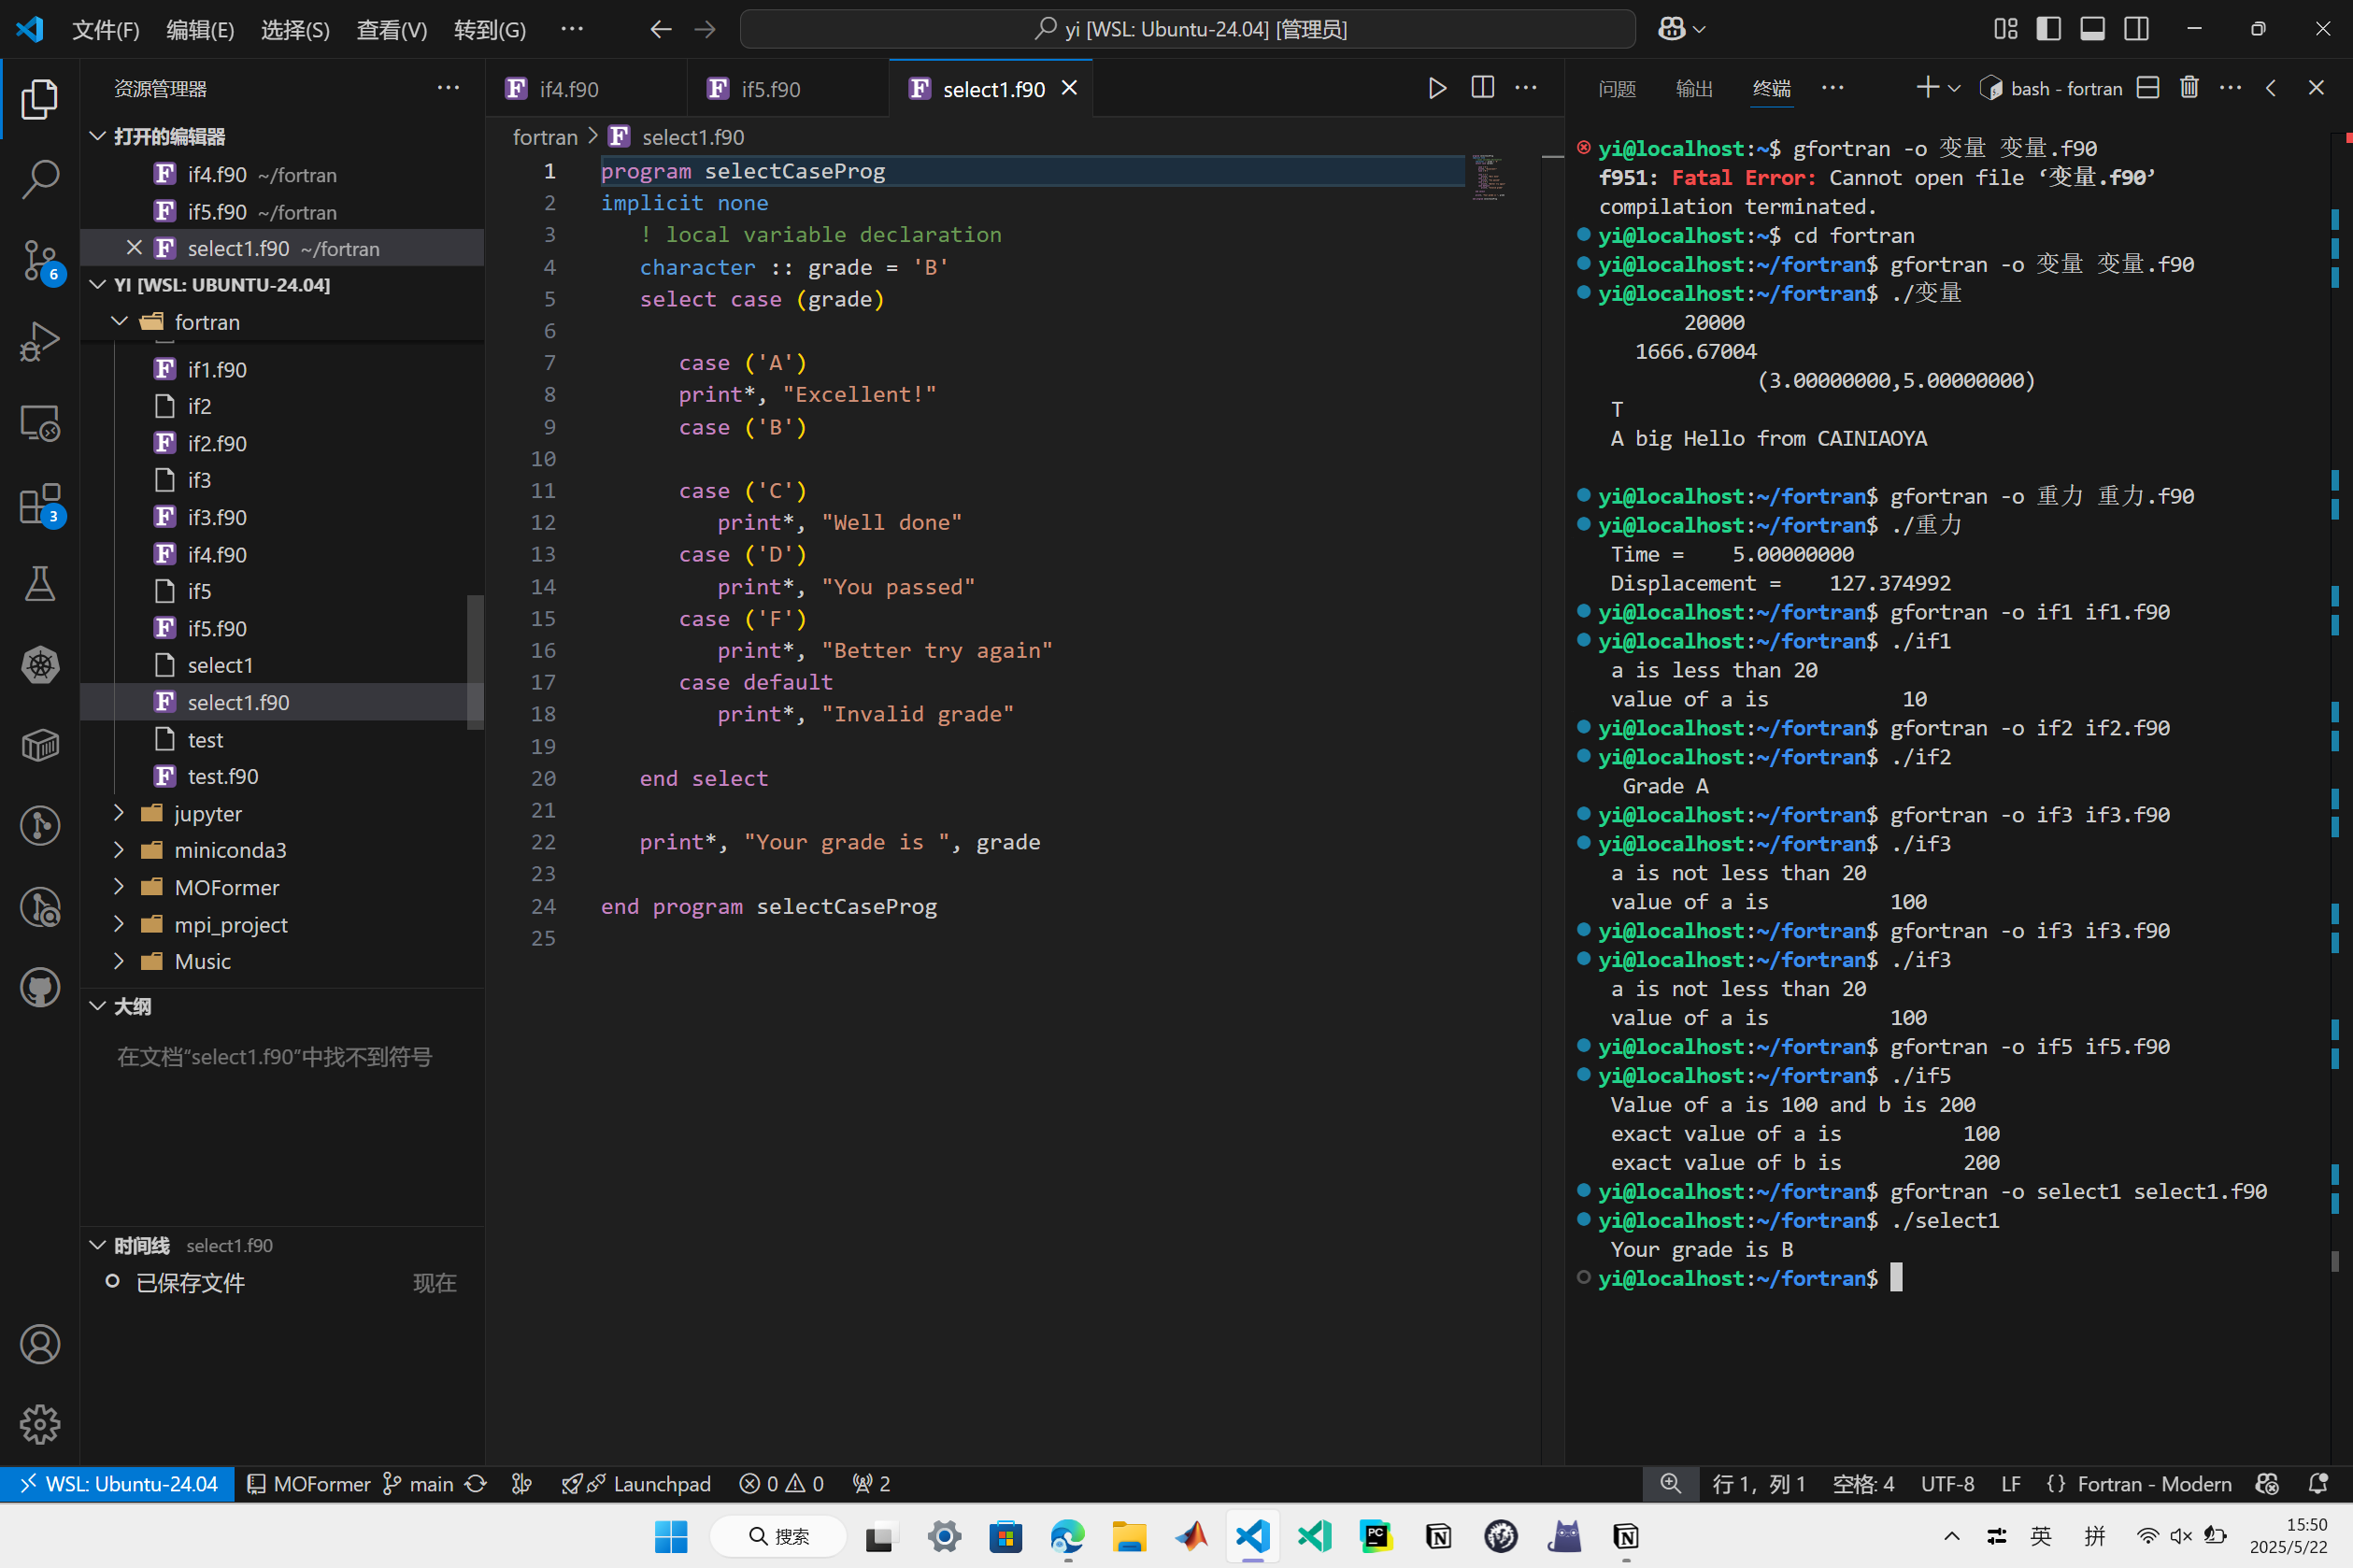 文件(F) 编辑(E) 选择(S) 查看(V) 转到(G) ··· yi [WSL: Ubuntu-24.04] [管理员]
资源管理器 ···
打开的编辑器
if4.f90 ~/fortran
if5.f90 ~/fortran
select1.f90 ~/fortran
YI [WSL: UBUNTU-24.04]
fortran
if1.f90
if2
if2.f90
if3
if3.f90
if4.f90
if5
if5.f90
select1
select1.f90
test
test.f90
jupyter
miniconda3
MOFormer
mpi_project
Music
大纲
在文档“select1.f90”中找不到符号
时间线 select1.f90
已保存文件 现在
6
3
if4.f90 if5.f90 select1.f90
fortran > select1.f90
1 program selectCaseProg
2 implicit none
3 ! local variable declaration
4 character :: grade = 'B'
5 select case (grade)
6
7 case ('A')
8 print*, "Excellent!"
9 case ('B')
10
11 case ('C')
12 print*, "Well done"
13 case ('D')
14 print*, "You passed"
15 case ('F')
16 print*, "Better try again"
17 case default
18 print*, "Invalid grade"
19
20 end select
21
22 print*, "Your grade is ", grade
23
24 end program selectCaseProg
25
问题 输出 终端 ··· bash - fortran
yi@localhost:~$ gfortran -o 变量 变量.f90
f951: Fatal Error: Cannot open file ‘变量.f90’
compilation terminated.
yi@localhost:~$ cd fortran
yi@localhost:~/fortran$ gfortran -o 变量 变量.f90
yi@localhost:~/fortran$ ./变量
20000
1666.67004
(3.00000000,5.00000000)
T
A big Hello from CAINIAOYA
yi@localhost:~/fortran$ gfortran -o 重力 重力.f90
yi@localhost:~/fortran$ ./重力
Time = 5.00000000
Displacement = 127.374992
yi@localhost:~/fortran$ gfortran -o if1 if1.f90
yi@localhost:~/fortran$ ./if1
a is less than 20
value of a is 10
yi@localhost:~/fortran$ gfortran -o if2 if2.f90
yi@localhost:~/fortran$ ./if2
Grade A
yi@localhost:~/fortran$ gfortran -o if3 if3.f90
yi@localhost:~/fortran$ ./if3
a is not less than 20
value of a is 100
yi@localhost:~/fortran$ gfortran -o if3 if3.f90
yi@localhost:~/fortran$ ./if3
a is not less than 20
value of a is 100
yi@localhost:~/fortran$ gfortran -o if5 if5.f90
yi@localhost:~/fortran$ ./if5
Value of a is 100 and b is 200
exact value of a is 100
exact value of b is 200
yi@localhost:~/fortran$ gfortran -o select1 select1.f90
yi@localhost:~/fortran$ ./select1
Your grade is B
yi@localhost:~/fortran$
WSL: Ubuntu-24.04 MOFormer main Launchpad 0 0 2 行 1，列 1 空格: 4 UTF-8 LF {} Fortran - Modern
搜索 英 拼 15:50
2025/5/22